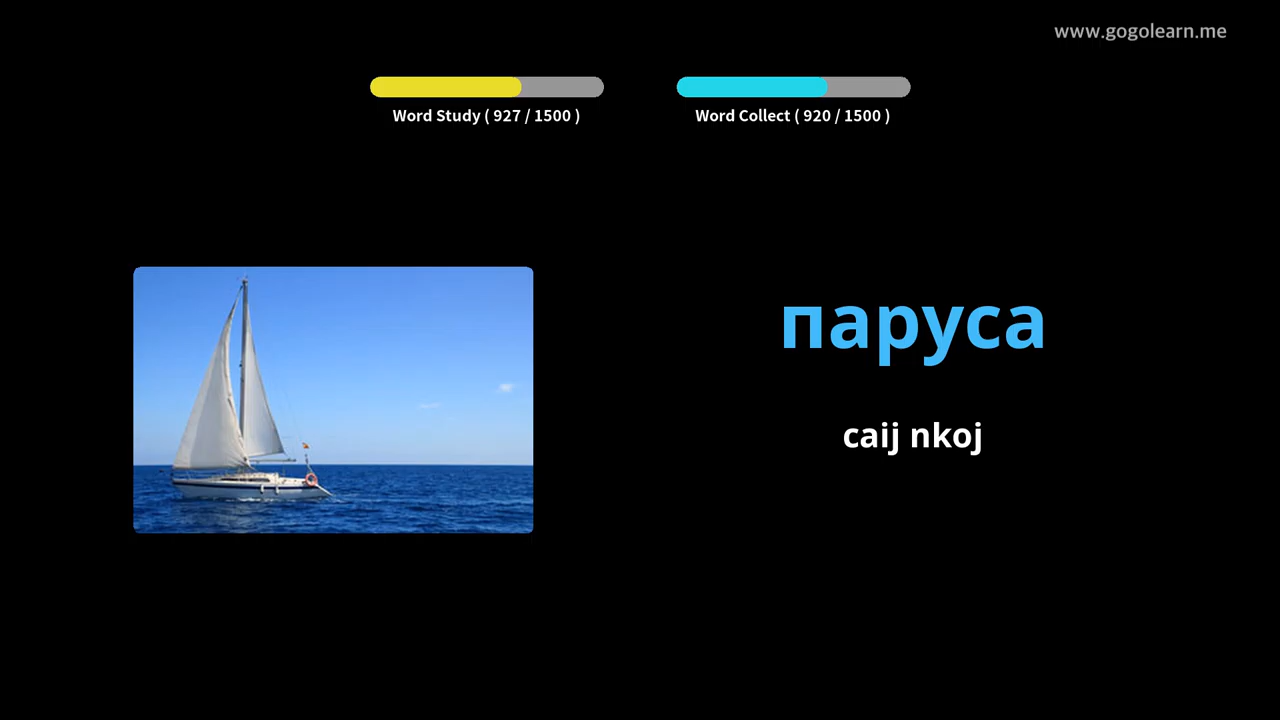 www.gogolearn.me
Word Study ( 927 / 1500 )
Word Collect ( 920 / 1500 )
паруса
caij nkoj